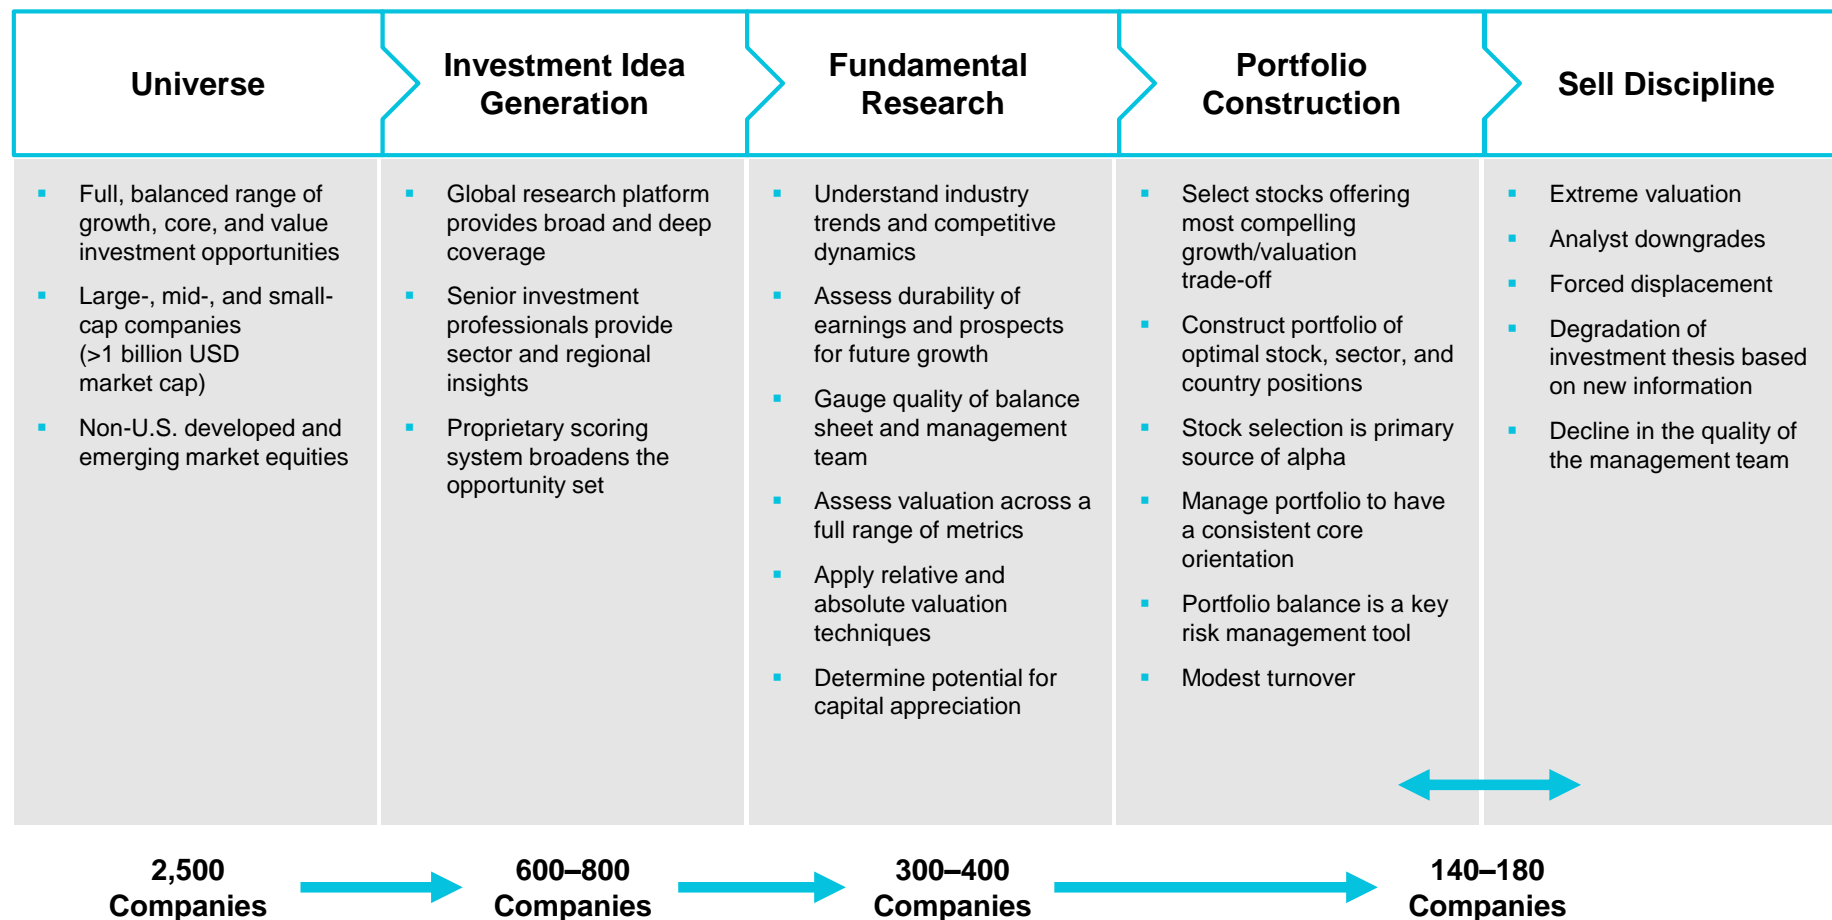 Universe
Investment Idea
Generation
Fundamental
Research
Portfolio
Construction
Sell Discipline
Full, balanced range of
growth, core, and value
investment opportunities
Large-, mid-, and small-
cap companies
(>1 billion USD
market cap)
Non-U.S. developed and
emerging market equities
Global research platform
provides broad and deep
coverage
Senior investment
professionals provide
sector and regional
insights
Proprietary scoring
system broadens the
opportunity set
Understand industry
trends and competitive
dynamics
Assess durability of
earnings and prospects
for future growth
Gauge quality of balance
sheet and management
team
Assess valuation across a
full range of metrics
Apply relative and
absolute valuation
techniques
Determine potential for
capital appreciation
Select stocks offering
most compelling
growth/valuation
trade-off
Construct portfolio of
optimal stock, sector, and
country positions
Stock selection is primary
source of alpha
Manage portfolio to have
a consistent core
orientation
Portfolio balance is a key
risk management tool
Modest turnover
Extreme valuation
Analyst downgrades
Forced displacement
Degradation of
investment thesis based
on new information
Decline in the quality of
the management team
2,500
Companies
600–800
Companies
300–400
Companies
140–180
Companies